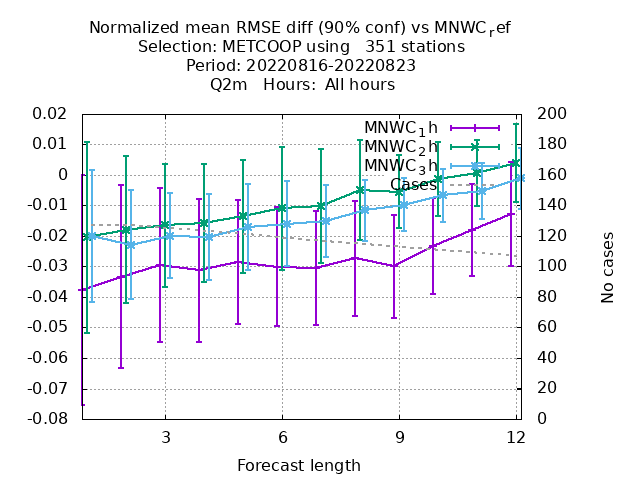 Normalized mean RMSE diff (90% conf) vs MNWC_ref
Selection: METCOOP using   351 stations
Period: 20220816-20220823
Q2m   Hours:  All hours
MNWC_1h
MNWC_2h
MNWC_3h
Cases
0.02
0.01
0
-0.01
-0.02
-0.03
-0.04
-0.05
-0.06
-0.07
-0.08
200
180
160
140
120
100
80
60
40
20
0
No cases
3
6
9
12
Forecast length